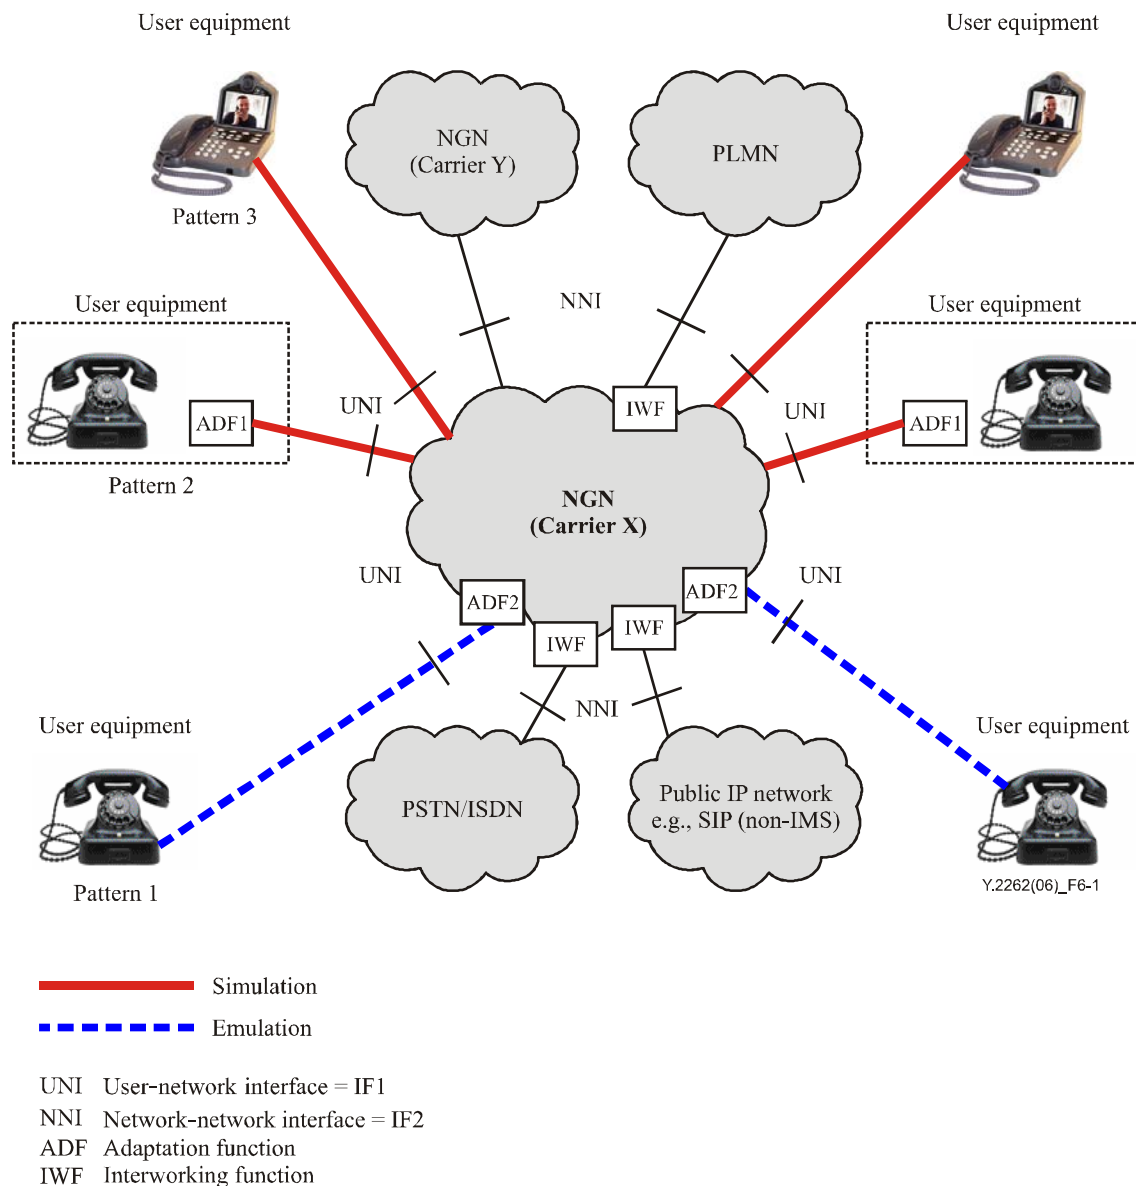 User equipment
User equipment
NGN
(Carrier Y)
PLMN
Pattern 3
User equipment
NNI
User equipment
ADF1
UNI
IWF
UNI
ADF1
Pattern 2
NGN
(Carrier X)
UNI
UNI
ADF2
ADF2
IWF
IWF
User equipment
NNI
User equipment
PSTN/ISDN
Public IP network
e.g., SIP (non-IMS)
Pattern 1
Y.2262(06)_F6-1
Simulation
Emulation
UNI User-network interface = IF1
NNI Network-network interface = IF2
ADF Adaptation function
IWF Interworking function